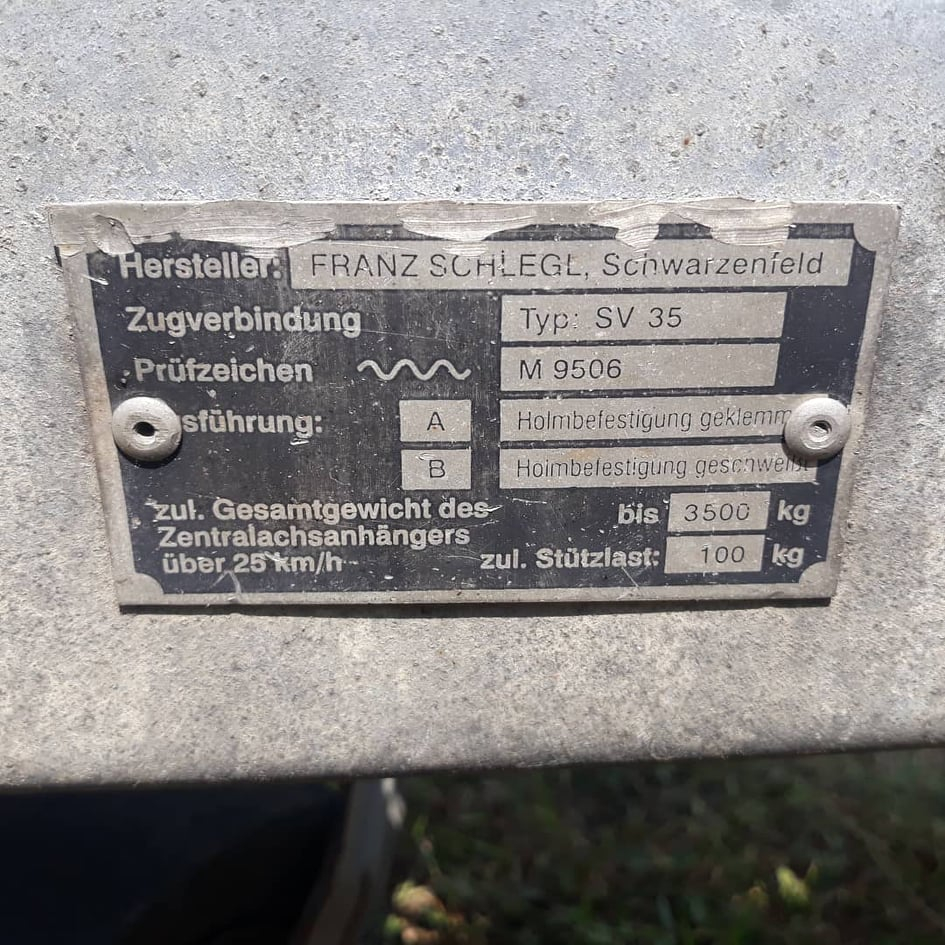 Hersteller: FRANZ SCHLEGL, Schwarzenfeld
Zugverbindung Typ: SV 35
Prüfzeichen M 9506
sführung: A Holmbefestigung geklemm
B Holmbefestigung geschweißt
zul. Gesamtgewicht des
Zentralachsanhängers bis 3500 kg
über 25 km/h zul. Stützlast: 100 kg